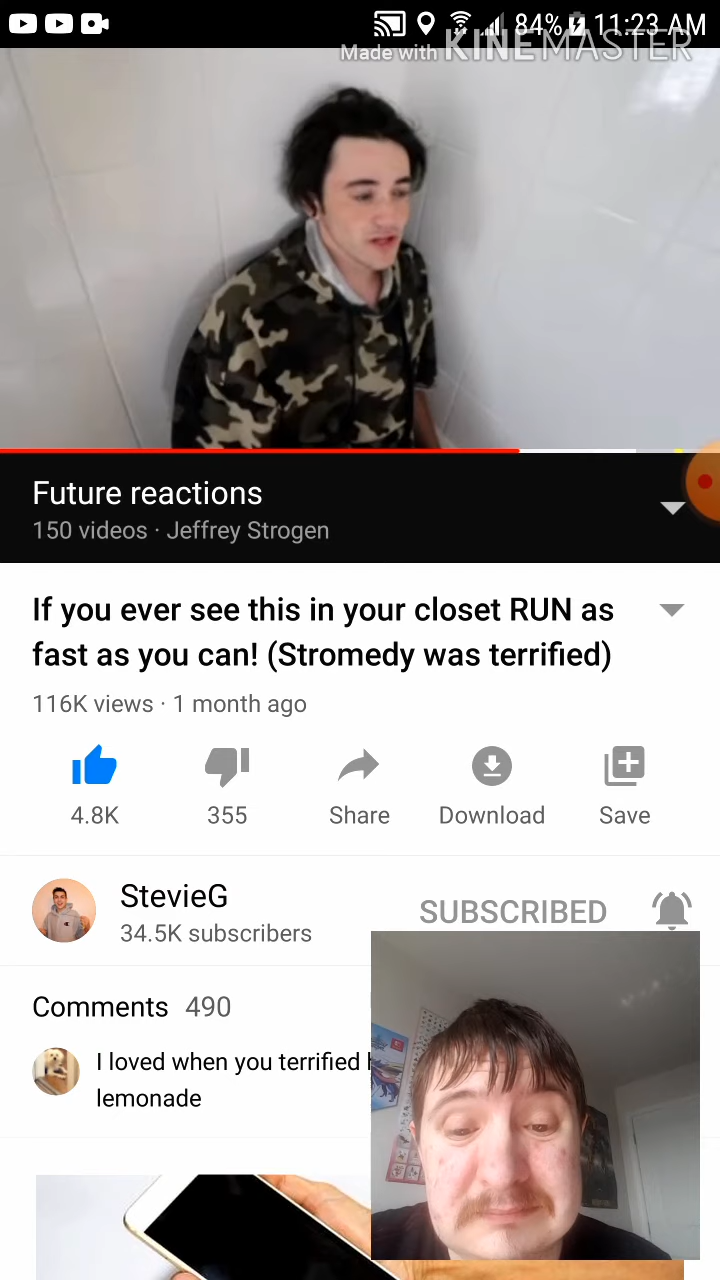 84% 11:23 AM
Made with KINEMASTER
Future reactions
150 videos · Jeffrey Strogen
If you ever see this in your closet RUN as
fast as you can! (Stromedy was terrified)
116K views · 1 month ago
4.8K
355
Share
Download
Save
StevieG
34.5K subscribers
SUBSCRIBED
Comments 490
I loved when you terrified
lemonade